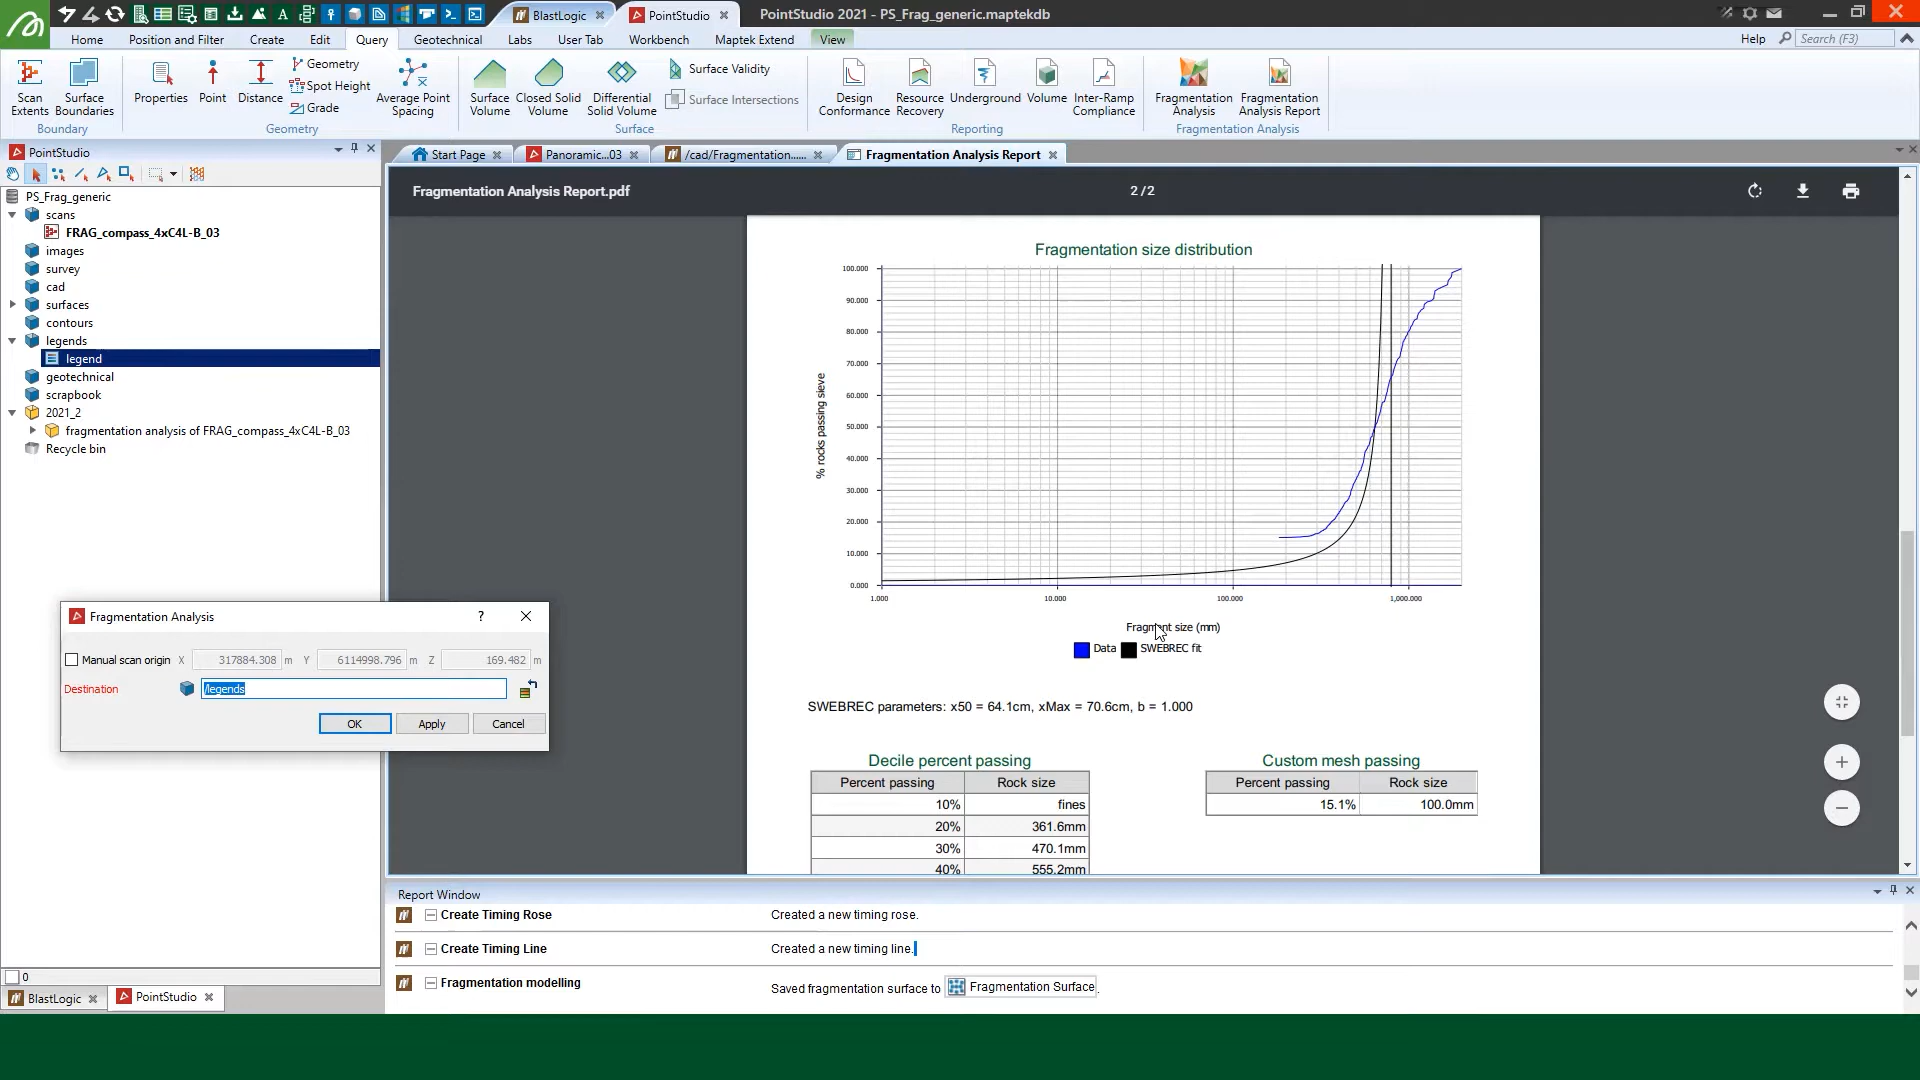 BlastLogic
PointStudio
PointStudio 2021 - PS_Frag_generic.maptekdb
Home
Position and Filter
Create
Edit
Query
Geotechnical
Labs
User Tab
Workbench
Maptek Extend
View
Help
Search (F3)
Scan Extents
Surface Boundaries
Boundary
Properties
Point
Distance
Geometry
Spot Height
Grade
Average Point Spacing
Geometry
Surface Volume
Closed Solid Volume
Differential Solid Volume
Surface Validity
Surface Intersections
Surface
Design Conformance
Resource Recovery
Underground
Volume
Inter-Ramp Compliance
Reporting
Fragmentation Analysis
Fragmentation Analysis Report
Fragmentation Analysis
PointStudio
Start Page
Panoramic...03
/cad/Fragmentation......
Fragmentation Analysis Report
PS_Frag_generic
scans
FRAG_compass_4xC4L-B_03
images
survey
cad
surfaces
contours
legends
legend
geotechnical
scrapbook
2021_2
fragmentation analysis of FRAG_compass_4xC4L-B_03
Recycle bin
0
BlastLogic
PointStudio
Fragmentation Analysis
?
Manual scan origin X 317884.308 m Y 6114998.796 m Z 169.482 m
Destination /legends
OK Apply Cancel
Fragmentation Analysis Report.pdf
2 / 2
Fragmentation size distribution
% rocks passing sieve
100.000
90.000
80.000
70.000
60.000
50.000
40.000
30.000
20.000
10.000
0.000
1.000 10.000 100.000 1,000.000
Fragment size (mm)
Data SWEBREC fit
SWEBREC parameters: x50 = 64.1cm, xMax = 70.6cm, b = 1.000
Decile percent passing
Percent passing Rock size
10% fines
20% 361.6mm
30% 470.1mm
40% 555.2mm
Custom mesh passing
Percent passing Rock size
15.1% 100.0mm
Report Window
Create Timing Rose Created a new timing rose.
Create Timing Line Created a new timing line.
Fragmentation modelling Saved fragmentation surface to Fragmentation Surface.